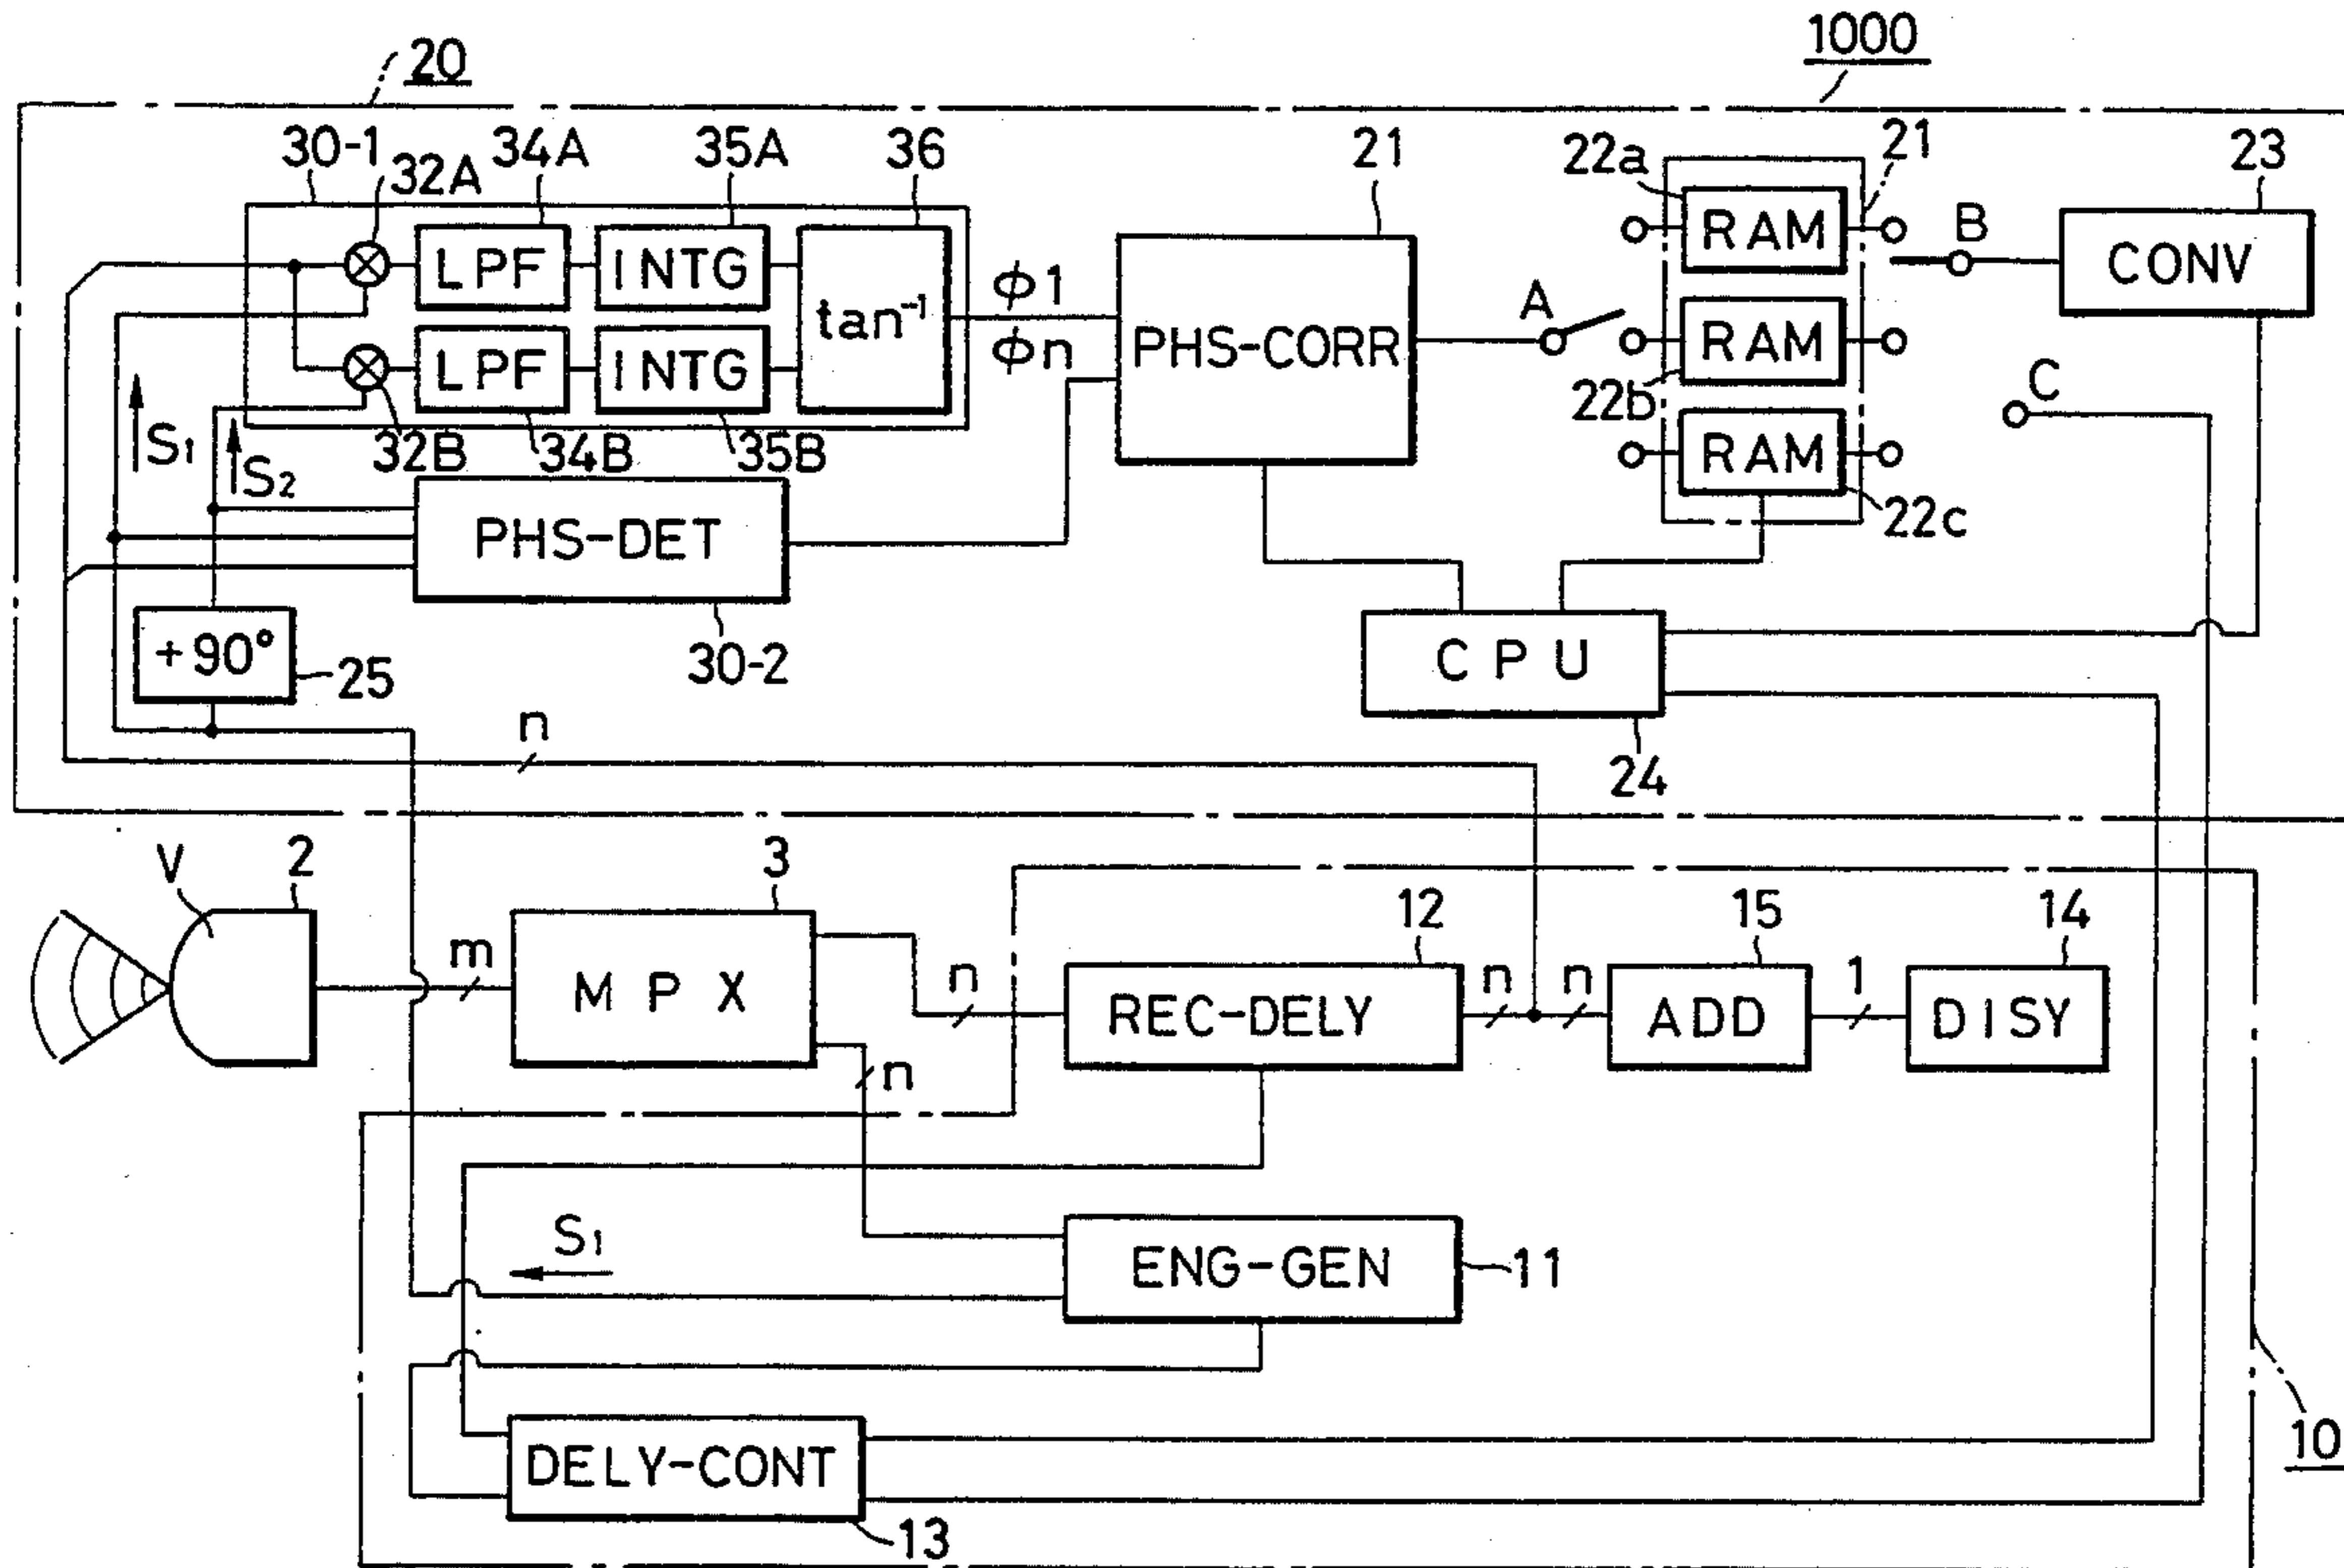 20
1000
30-1
32A
34A
35A
36
21
22a
21
23
RAM
B
CONV
LPF
INTG
tan⁻¹
ϕ1
ϕn
PHS-CORR
A
RAM
LPF
INTG
22b
C
S₁
S₂
32B
34B
35B
RAM
22c
PHS-DET
+90°
25
30-2
CPU
n
24
V
2
3
12
15
14
m
MPX
n
REC-DELY
n
n
ADD
1
DISY
n
S₁
ENG-GEN
11
DELY-CONT
10
13